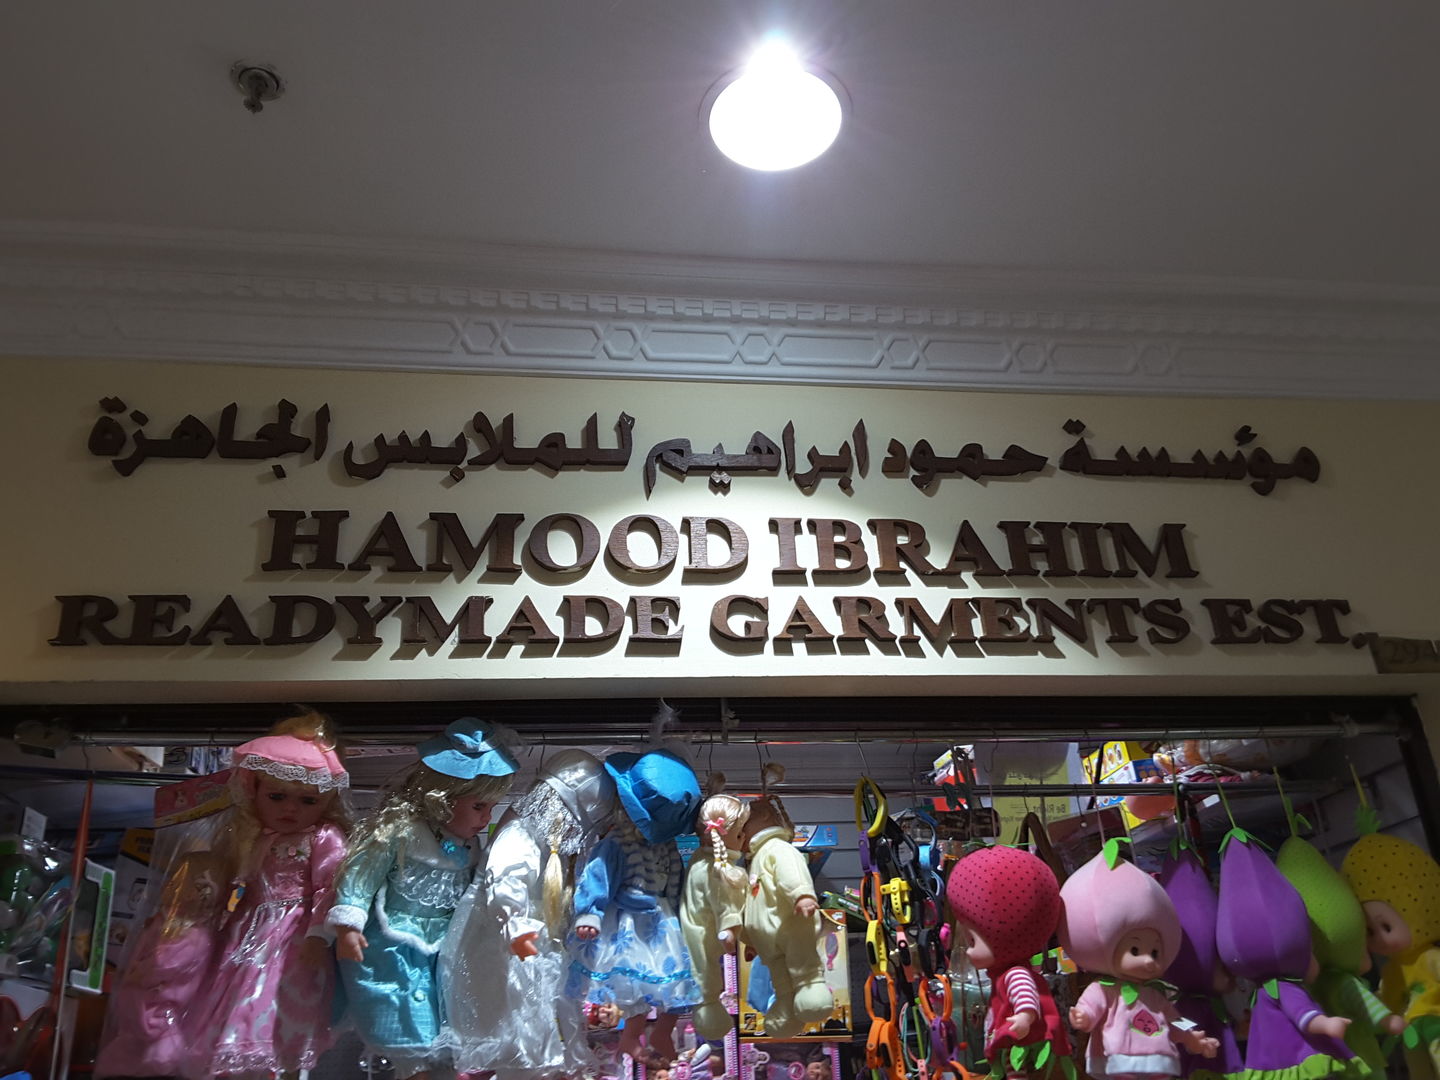 مؤسسة حمود ابراهيم للملابس الجاهزة
HAMOOD IBRAHIM
READYMADE GARMENTS EST.